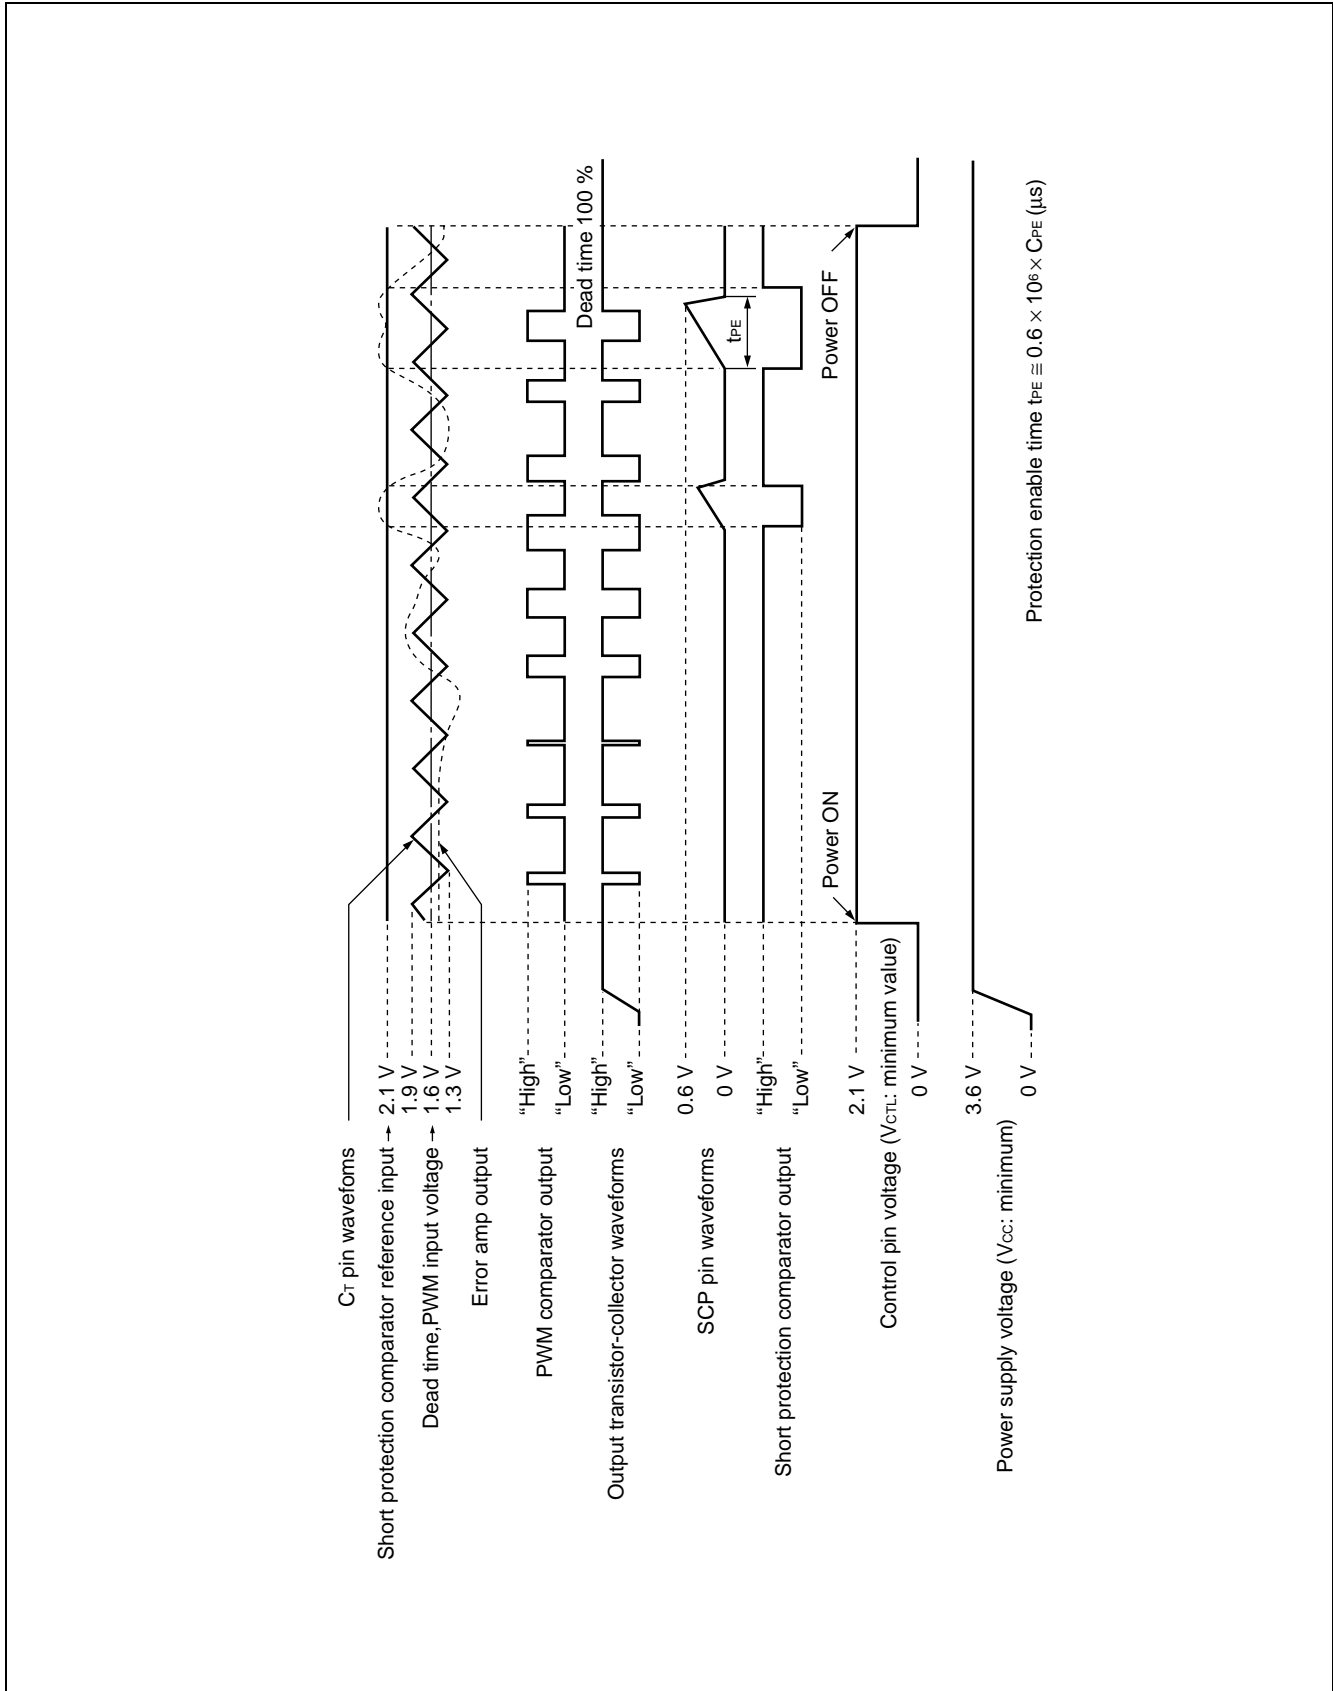 CT pin wavefoms
Short protection comparator reference input → 2.1 V
1.9 V
Dead time,PWM input voltage → 1.6 V
1.3 V
Error amp output
PWM comparator output
“High”
“Low”
Output transistor-collector waveforms
“High”
“Low”
Dead time 100 %
SCP pin waveforms
0.6 V
0 V
tPE
Short protection comparator output
“High”
“Low”
Power ON
Power OFF
2.1 V
Control pin voltage (VCTL: minimum value)
0 V
3.6 V
Power supply voltage (VCC: minimum)
0 V
Protection enable time tPE ≅ 0.6 × 10⁶ × CPE (µs)